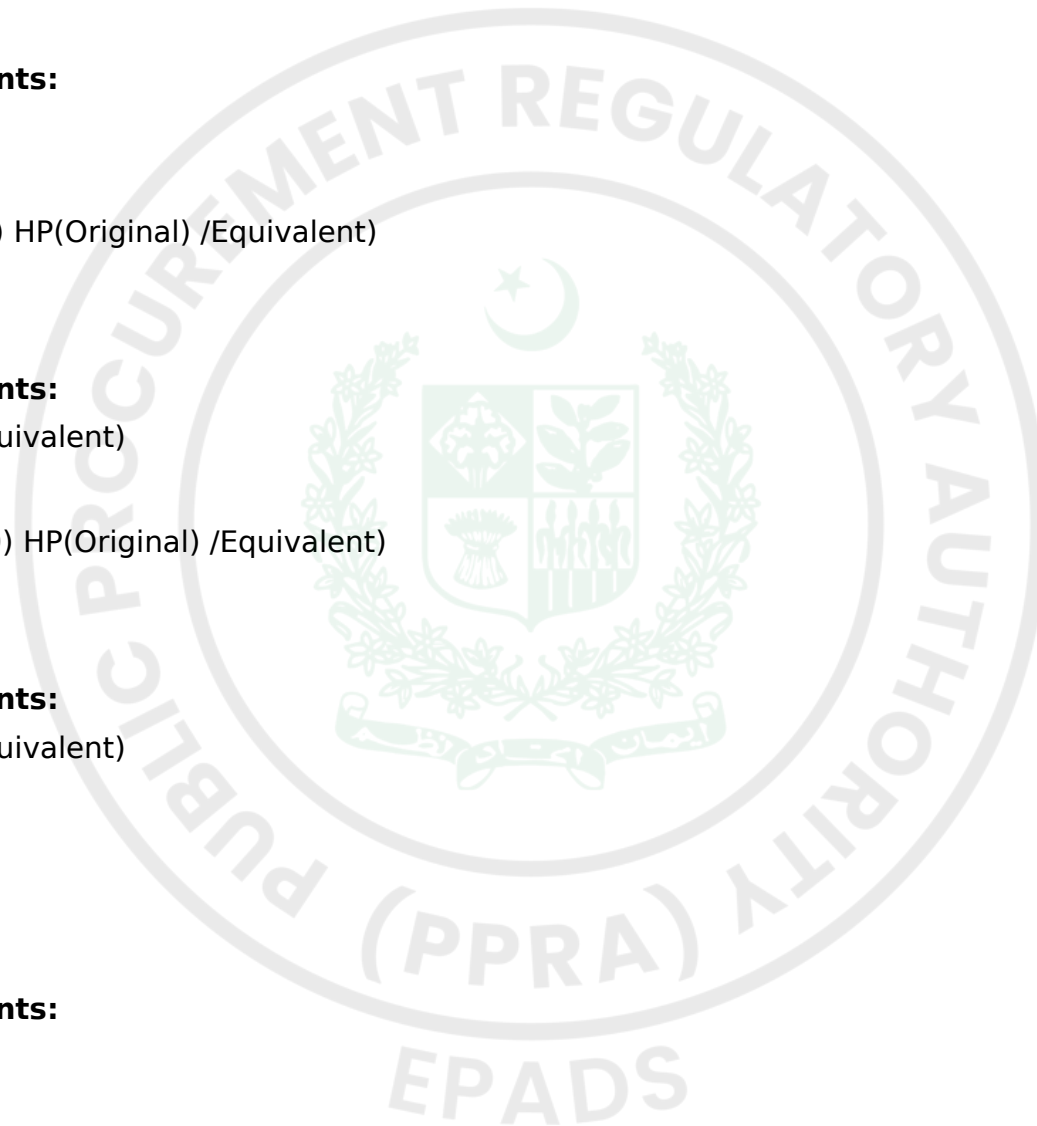 nts:
) HP(Original) /Equivalent)
nts:
uivalent)
) HP(Original) /Equivalent)
nts:
uivalent)
nts:
PUBLIC PROCUREMENT REGULATORY AUTHORITY
(PPRA)
EPADS